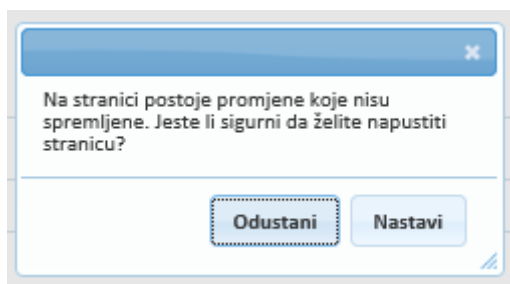 Na stranici postoje promjene koje nisu
spremljene. Jeste li sigurni da želite napustiti
stranicu?
Odustani Nastavi